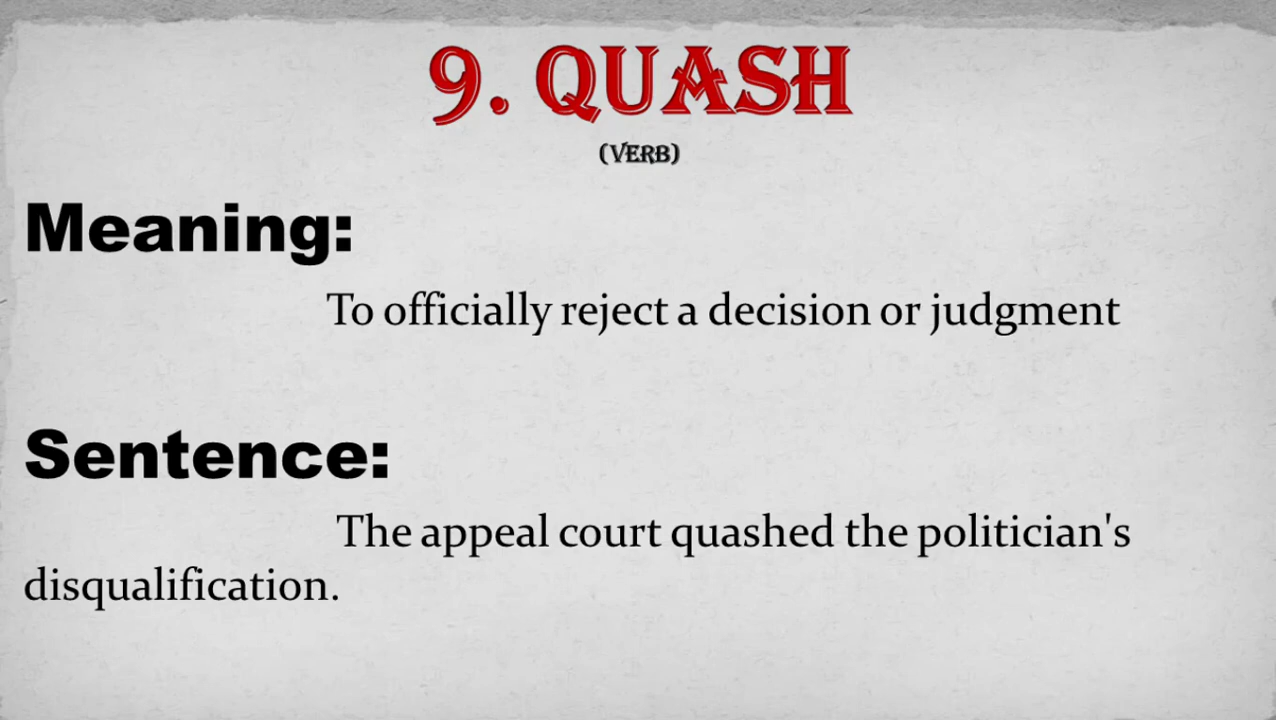 9. QUASH
(VERB)
Meaning:
To officially reject a decision or judgment
Sentence:
The appeal court quashed the politician's
disqualification.